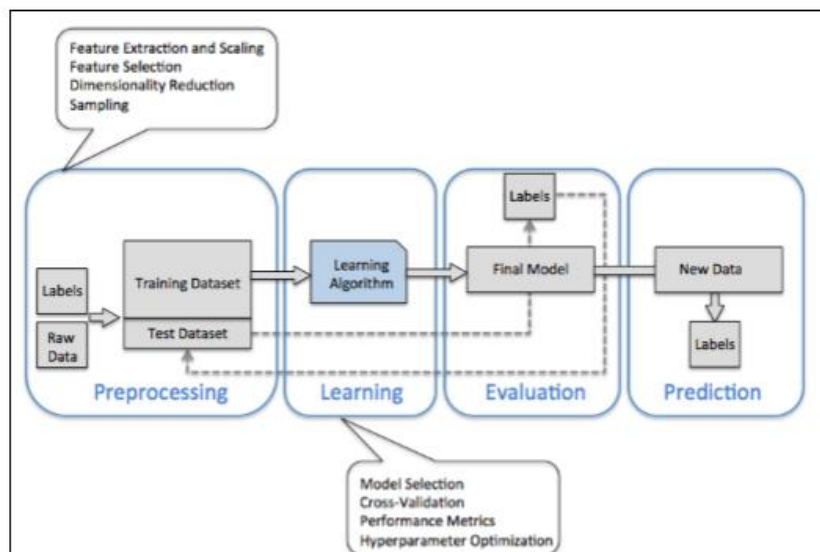 Feature Extraction and Scaling
Feature Selection
Dimensionality Reduction
Sampling
Labels
Raw
Data
Training Dataset
Test Dataset
Preprocessing
Learning
Algorithm
Learning
Labels
Final Model
Evaluation
New Data
Labels
Prediction
Model Selection
Cross-Validation
Performance Metrics
Hyperparameter Optimization